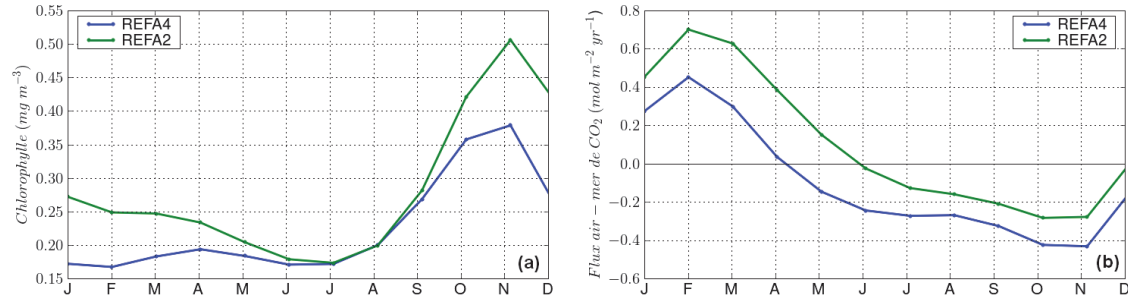 REFA4
REFA2
0.55
0.50
0.45
0.40
0.35
0.30
0.25
0.20
0.15
Chlorophylle (mg m⁻³)
J F M A M J J A S O N D
(a)
REFA4
REFA2
0.8
0.6
0.4
0.2
0.0
−0.2
−0.4
−0.6
Flux air − mer de CO₂ (mol m⁻² yr⁻¹)
J F M A M J J A S O N D
(b)